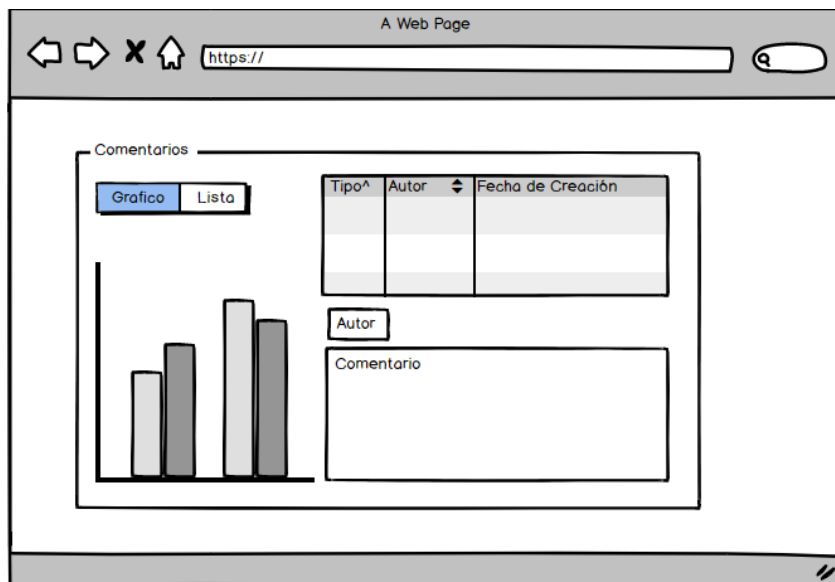 A Web Page
https://
Comentarios
Grafico Lista
Tipo^ Autor Fecha de Creación
Autor
Comentario